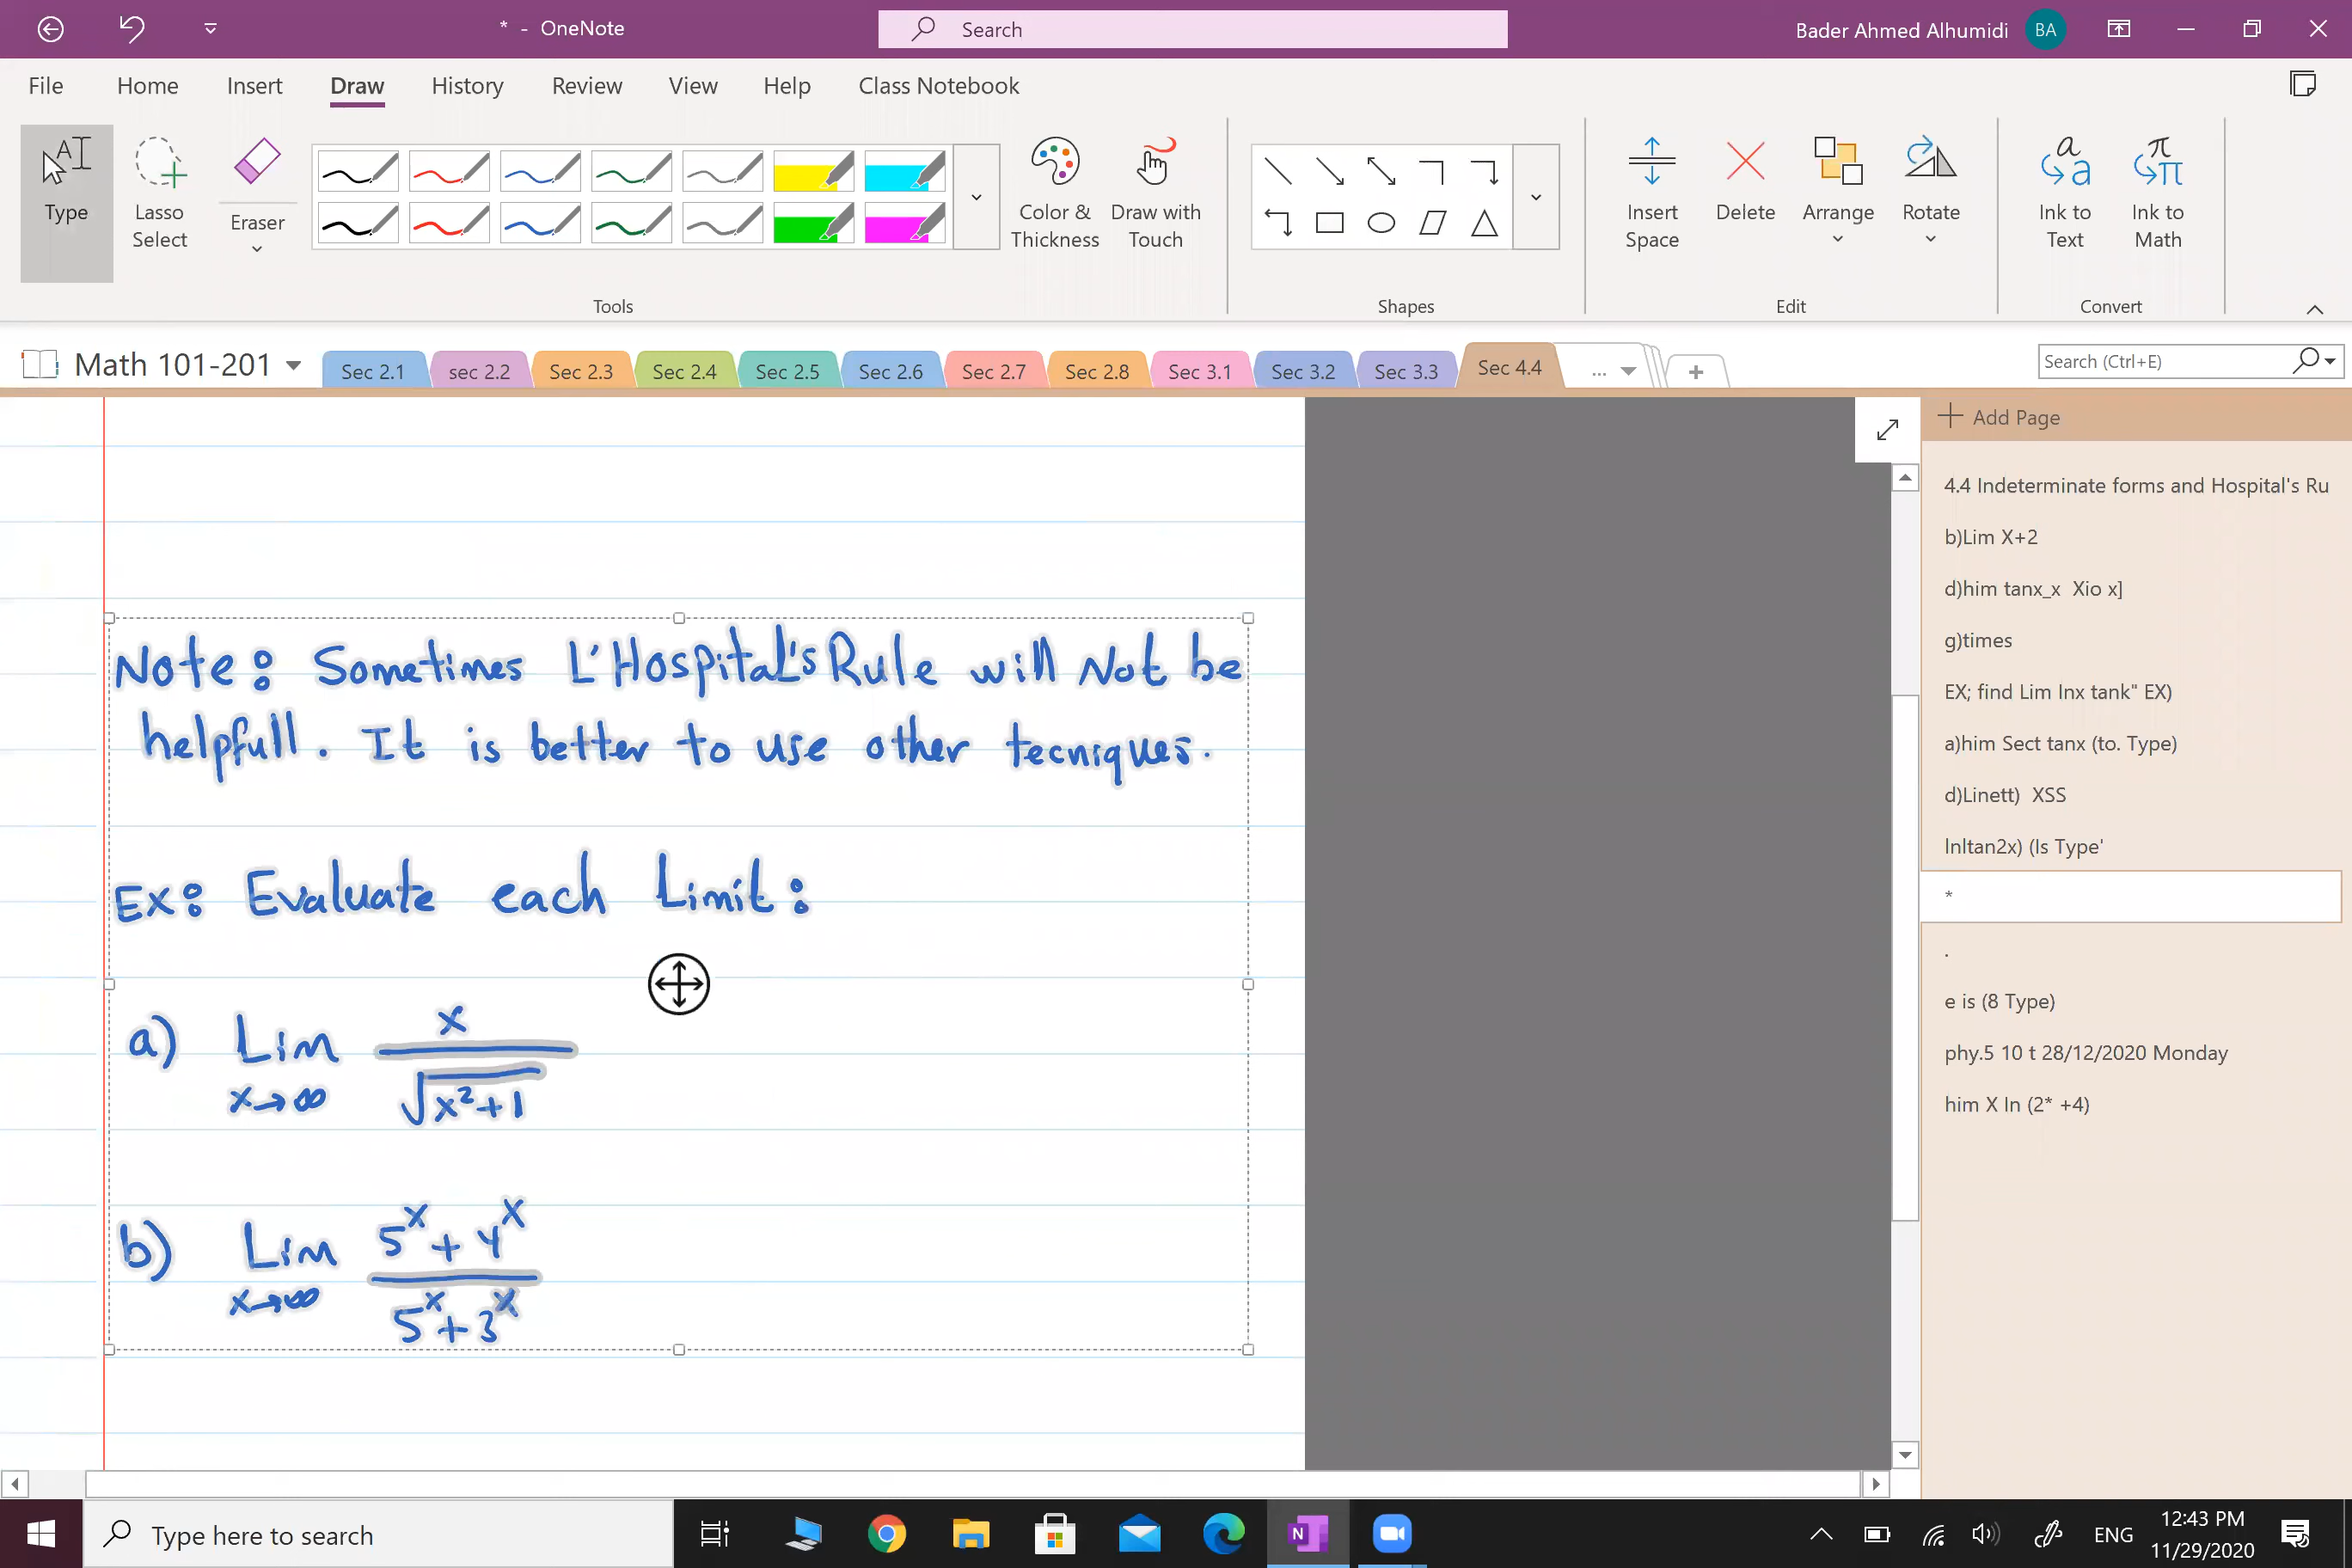 * - OneNote
Search
Bader Ahmed Alhumidi
BA
File Home Insert Draw History Review View Help Class Notebook
Type
Lasso Select
Eraser
Color & Thickness
Draw with Touch
Insert Space
Delete
Arrange
Rotate
Ink to Text
Ink to Math
Tools
Shapes
Edit
Convert
Math 101-201
Sec 2.1 sec 2.2 Sec 2.3 Sec 2.4 Sec 2.5 Sec 2.6 Sec 2.7 Sec 2.8 Sec 3.1 Sec 3.2 Sec 3.3 Sec 4.4 ...
Search (Ctrl+E)
Note: Sometimes L'Hospital's Rule will Not be
helpfull. It is better to use other tecniques.
Ex: Evaluate each Limit:
a) Lim x→∞ x / √(x²+1)
b) Lim x→∞ (5^x + 4^x) / (5^x + 3^x)
Add Page
4.4 Indeterminate forms and Hospital's Ru
b)Lim X+2
d)him tanx_x Xio x]
g)times
EX; find Lim Inx tank" EX)
a)him Sect tanx (to. Type)
d)Linett) XSS
lnltan2x) (ls Type'
*
.
e is (8 Type)
phy.5 10 t 28/12/2020 Monday
him X ln (2* +4)
Type here to search
ENG
12:43 PM
11/29/2020